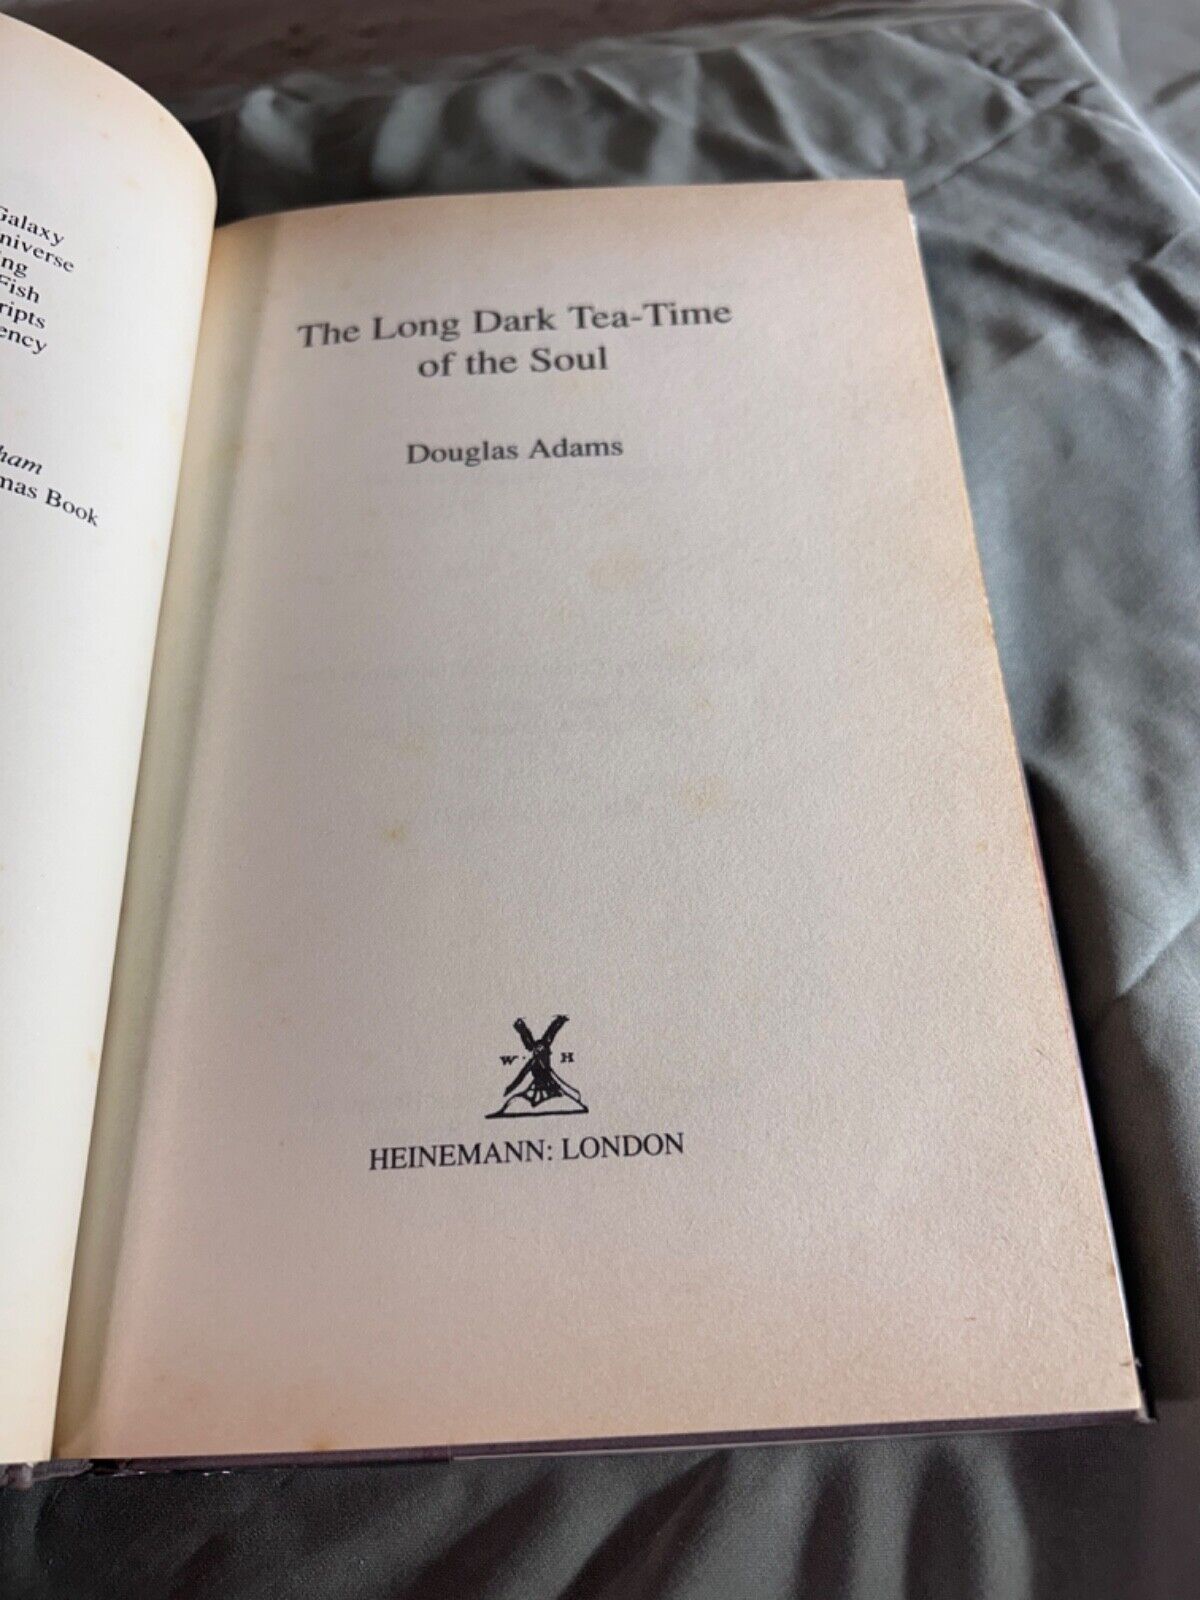 Galaxy
niverse
ing
Fish
ripts
ency
ham
mas Book
The Long Dark Tea-Time
of the Soul
Douglas Adams
W · H
HEINEMANN: LONDON